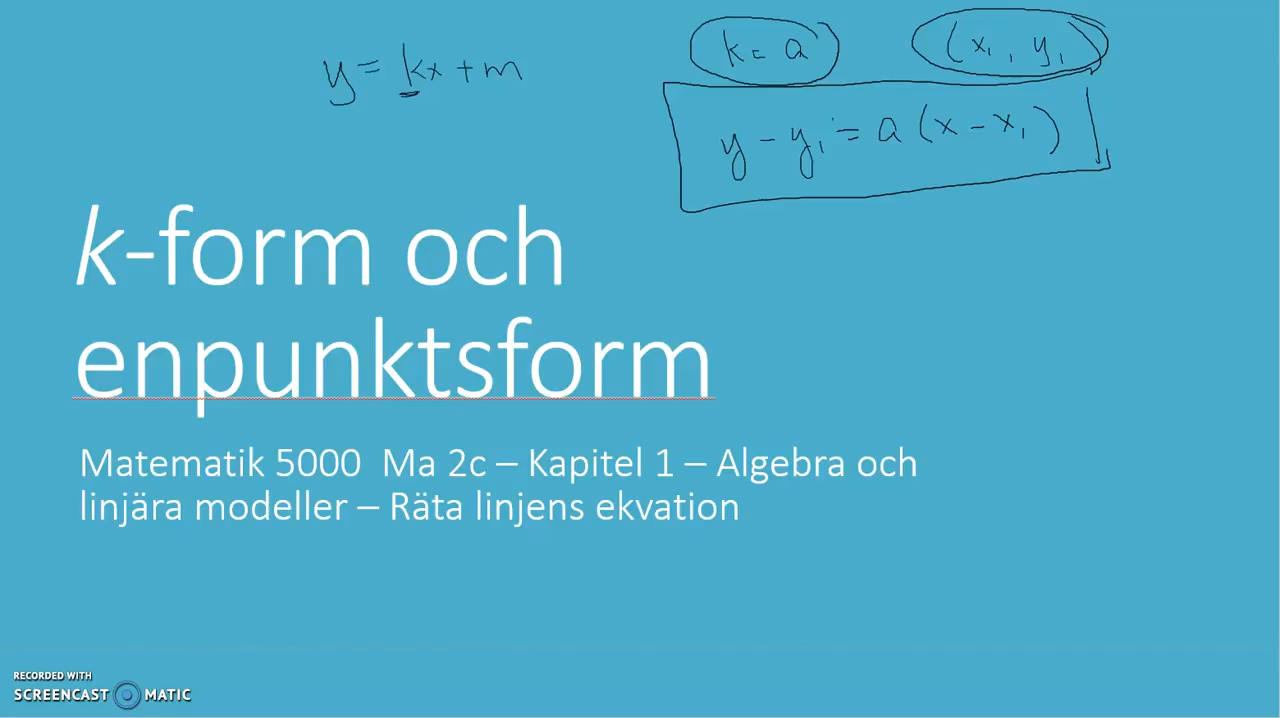 y = kx + m
k = a
(x₁, y₁)
y - y₁ = a(x - x₁)
k-form och
enpunktsform
Matematik 5000 Ma 2c – Kapitel 1 – Algebra och
linjära modeller – Räta linjens ekvation
RECORDED WITH
SCREENCAST MATIC